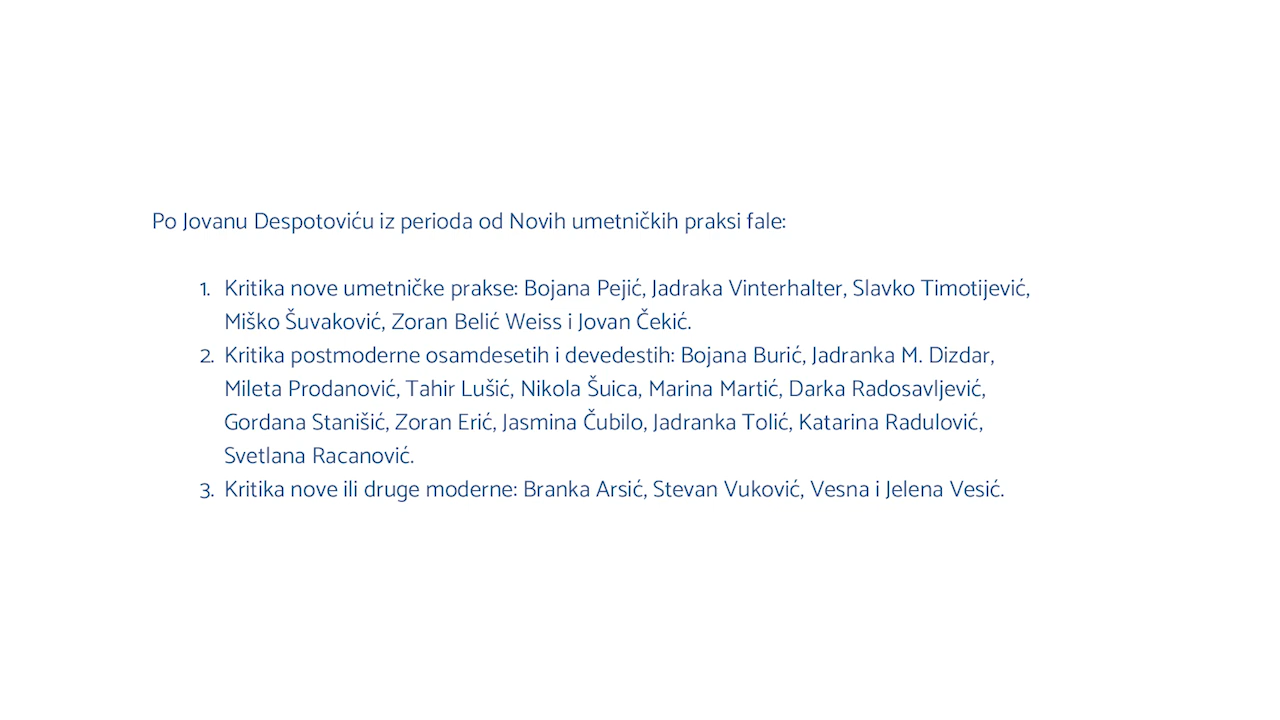 Po Jovanu Despotoviću iz perioda od Novih umetničkih praksi fale:
1. Kritika nove umetničke prakse: Bojana Pejić, Jadraka Vinterhalter, Slavko Timotijević,
Miško Šuvaković, Zoran Belić Weiss i Jovan Čekić.
2. Kritika postmoderne osamdesetih i devedestih: Bojana Burić, Jadranka M. Dizdar,
Mileta Prodanović, Tahir Lušić, Nikola Šuica, Marina Martić, Darka Radosavljević,
Gordana Stanišić, Zoran Erić, Jasmina Čubilo, Jadranka Tolić, Katarina Radulović,
Svetlana Racanović.
3. Kritika nove ili druge moderne: Branka Arsić, Stevan Vuković, Vesna i Jelena Vesić.